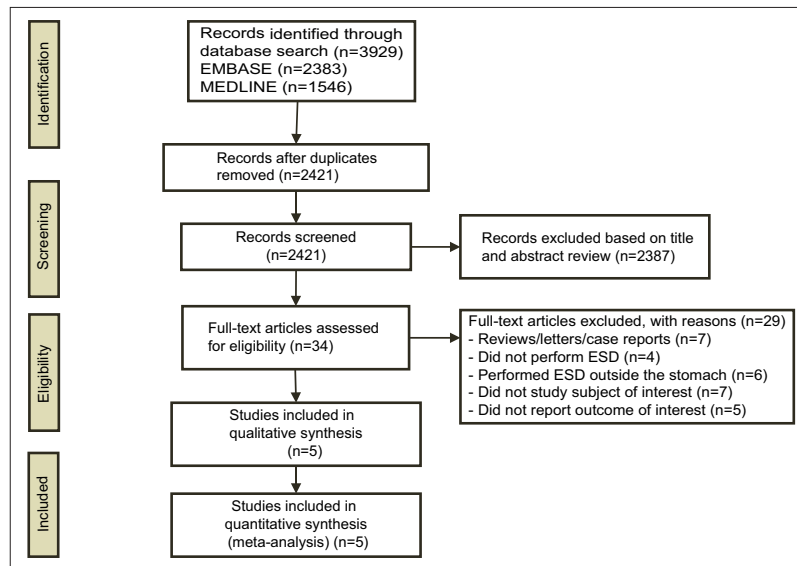 Identification
Records identified through
database search (n=3929)
EMBASE (n=2383)
MEDLINE (n=1546)
Records after duplicates
removed (n=2421)
Screening
Records screened
(n=2421)
Records excluded based on title
and abstract review (n=2387)
Eligibility
Full-text articles assessed
for eligibility (n=34)
Full-text articles excluded, with reasons (n=29)
- Reviews/letters/case reports (n=7)
- Did not perform ESD (n=4)
- Performed ESD outside the stomach (n=6)
- Did not study subject of interest (n=7)
- Did not report outcome of interest (n=5)
Studies included in
qualitative synthesis
(n=5)
Included
Studies included in
quantitative synthesis
(meta-analysis) (n=5)